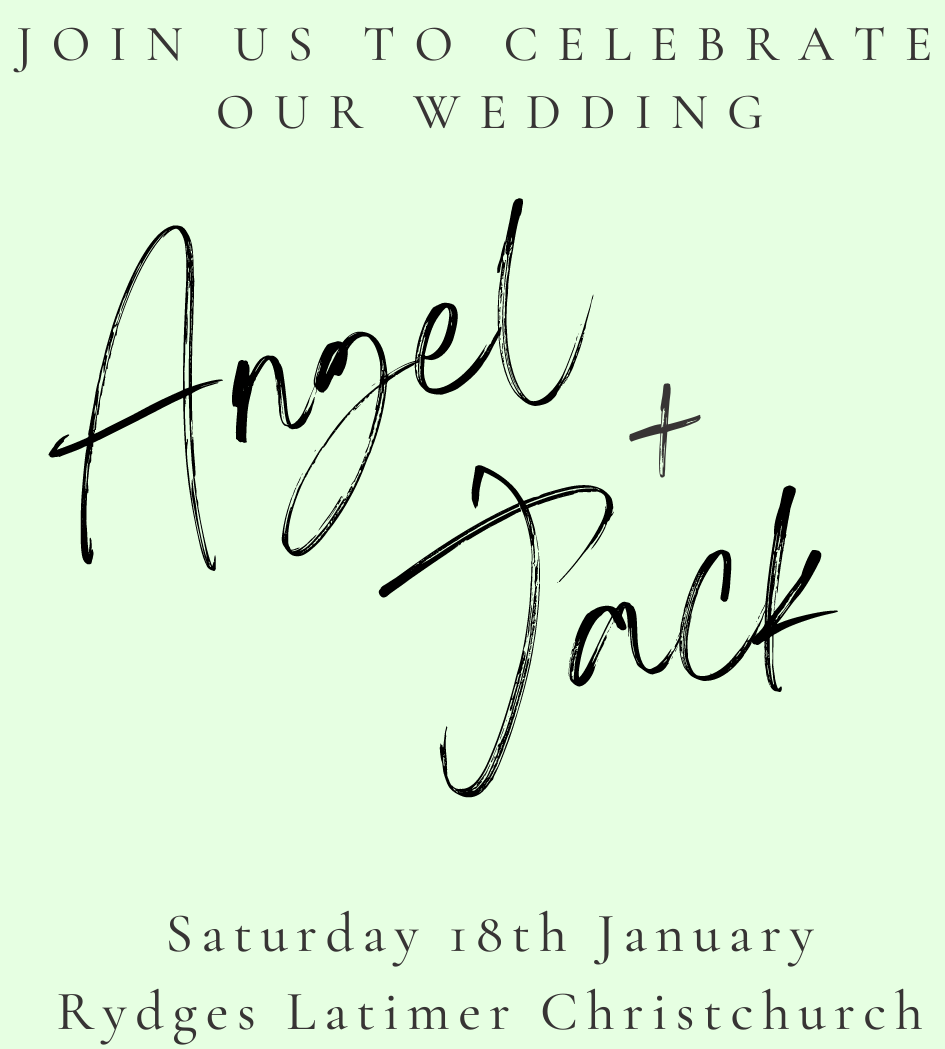 JOIN US TO CELEBRATE
OUR WEDDING
Angel
+
Jack
Saturday 18th January
Rydges Latimer Christchurch